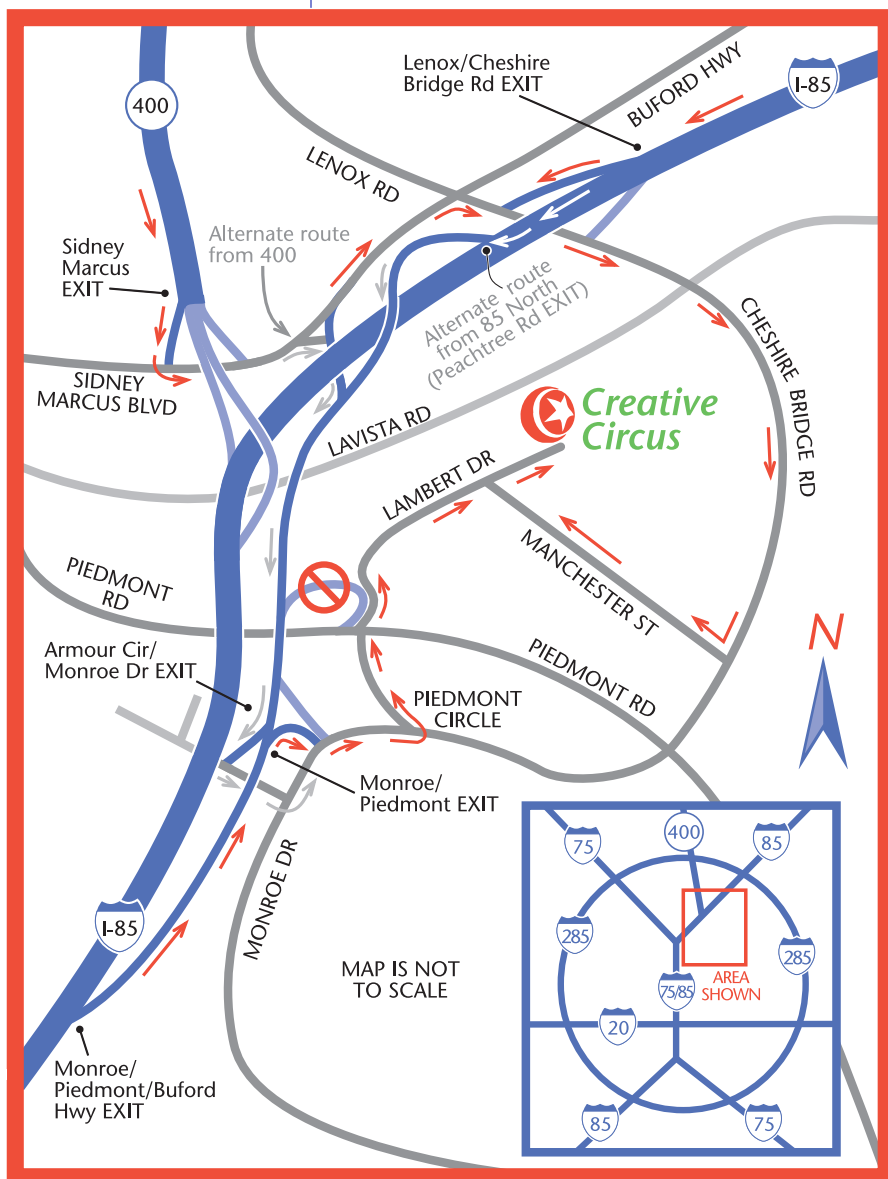 Lenox/Cheshire
Bridge Rd EXIT
I-85
400
BUFORD HWY
LENOX RD
Sidney
Marcus
EXIT
Alternate route
from 400
Alternate route
from 85 North
(Peachtree Rd EXIT)
SIDNEY
MARCUS BLVD
CHESHIRE BRIDGE RD
LAVISTA RD
Creative
Circus
LAMBERT DR
MANCHESTER ST
PIEDMONT
RD
N
Armour Cir/
Monroe Dr EXIT
PIEDMONT RD
PIEDMONT
CIRCLE
Monroe/
Piedmont EXIT
MONROE DR
I-85
MAP IS NOT
TO SCALE
Monroe/
Piedmont/Buford
Hwy EXIT
75
400
85
285
285
AREA
SHOWN
75/85
20
85
75